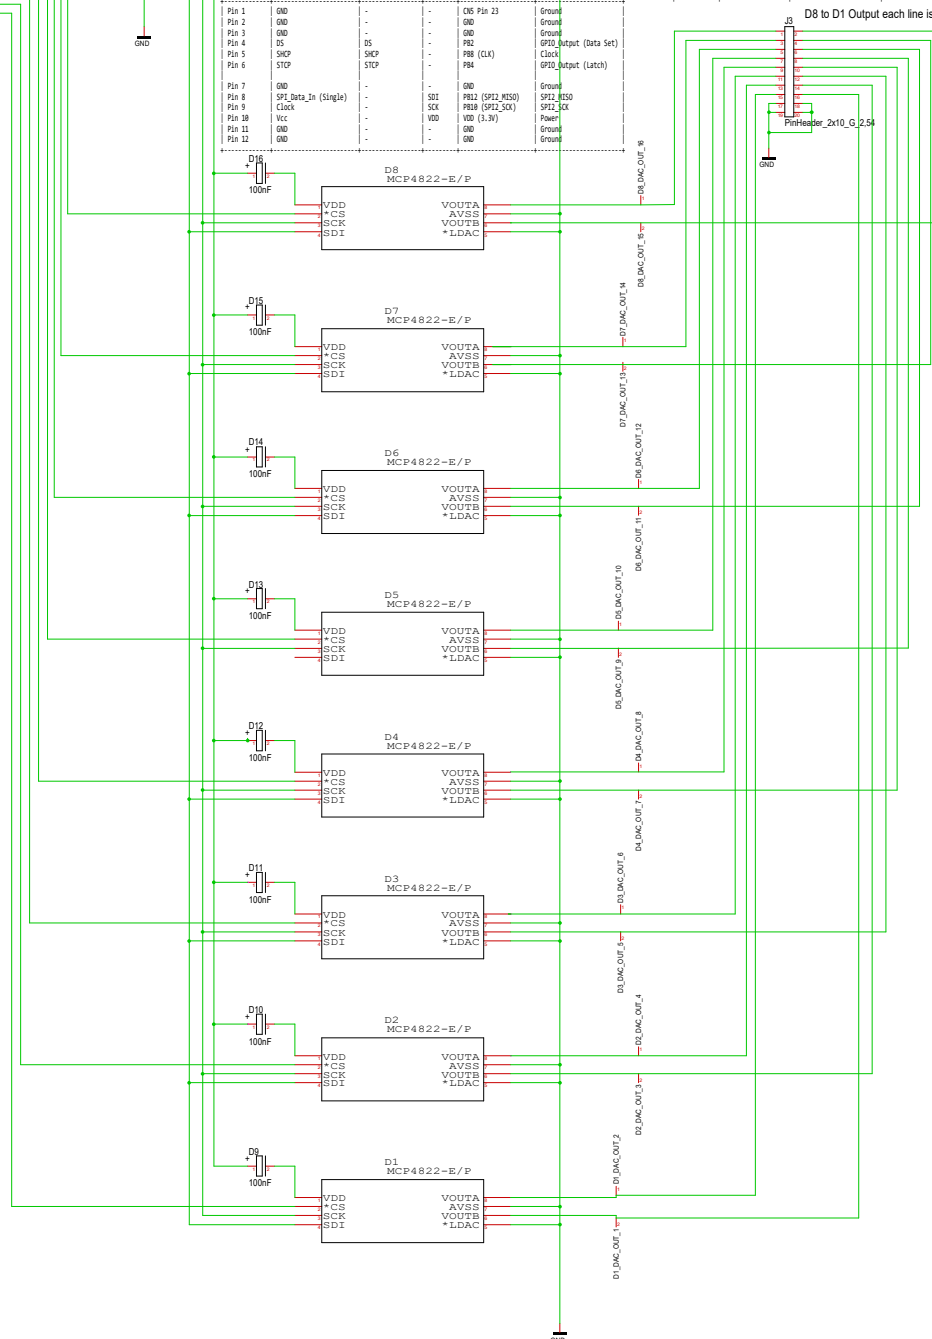 D8 to D1 Output each line is
J3
| Pin 1 | GND | - | - | CN5 Pin 23 | Ground
| Pin 2 | GND | - | - | GND | Ground
| Pin 3 | GND | - | - | GND | Ground
| Pin 4 | DS | DS | - | PB2 | GPIO_Output (Data Set)
| Pin 5 | SHCP | SHCP | - | PB8 (CLK) | Clock
| Pin 6 | STCP | STCP | - | PB4 | GPIO_Output (Latch)
| Pin 7 | GND | - | - | GND | Ground
| Pin 8 | SPI_Data_In (Single) | - | SDI | PB12 (SPI2_MISO) | SPI2_MISO
| Pin 9 | Clock | - | SCK | PB10 (SPI2_SCK) | SPI2_SCK
| Pin 10 | Vcc | - | VDD | VDD (3.3V) | Power
| Pin 11 | GND | - | - | GND | Ground
| Pin 12 | GND | - | - | GND | Ground
GND
PinHeader_2x10_G_2,54
GND
D16
+
100nF
D8
MCP4822-E/P
VDD VOUTA
*CS AVSS
SCK VOUTB
SDI *LDAC
D8_DAC_OUT_16
D8_DAC_OUT_15
D15
+
100nF
D7
MCP4822-E/P
VDD VOUTA
*CS AVSS
SCK VOUTB
SDI *LDAC
D7_DAC_OUT_14
D7_DAC_OUT_13
D14
+
100nF
D6
MCP4822-E/P
VDD VOUTA
*CS AVSS
SCK VOUTB
SDI *LDAC
D6_DAC_OUT_12
D6_DAC_OUT_11
D13
+
100nF
D5
MCP4822-E/P
VDD VOUTA
*CS AVSS
SCK VOUTB
SDI *LDAC
D5_DAC_OUT_10
D5_DAC_OUT_9
D12
+
100nF
D4
MCP4822-E/P
VDD VOUTA
*CS AVSS
SCK VOUTB
SDI *LDAC
D4_DAC_OUT_8
D4_DAC_OUT_7
D11
+
100nF
D3
MCP4822-E/P
VDD VOUTA
*CS AVSS
SCK VOUTB
SDI *LDAC
D3_DAC_OUT_6
D3_DAC_OUT_5
D10
+
100nF
D2
MCP4822-E/P
VDD VOUTA
*CS AVSS
SCK VOUTB
SDI *LDAC
D2_DAC_OUT_4
D2_DAC_OUT_3
D9
+
100nF
D1
MCP4822-E/P
VDD VOUTA
*CS AVSS
SCK VOUTB
SDI *LDAC
D1_DAC_OUT_2
D1_DAC_OUT_1